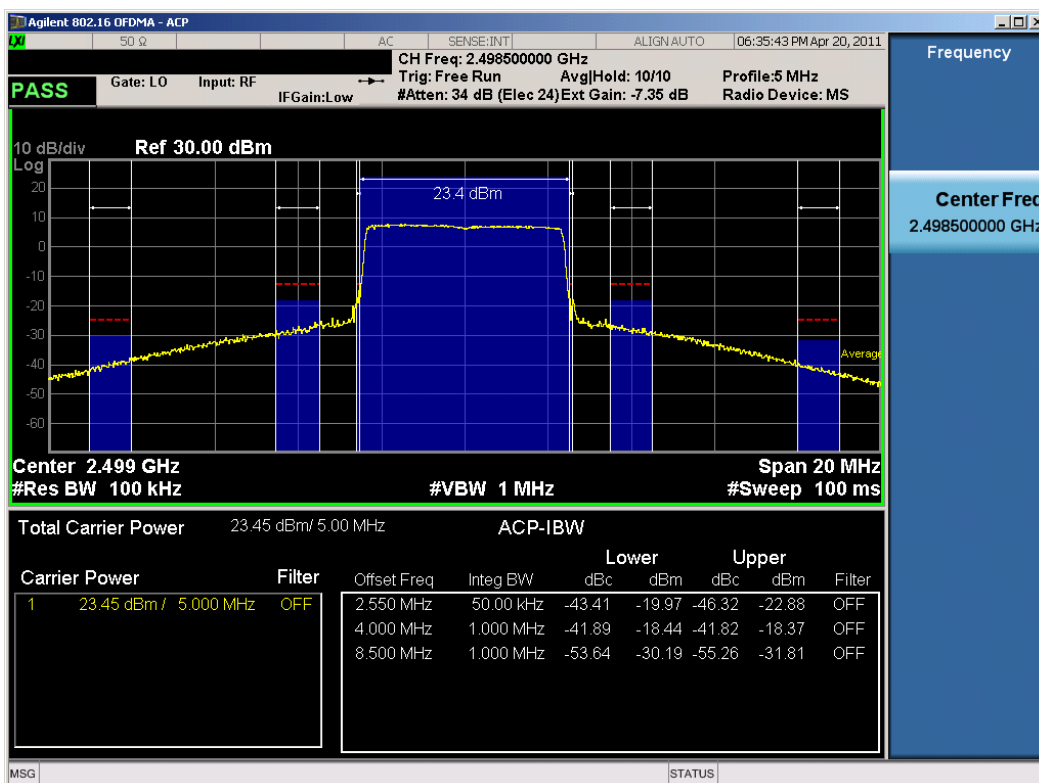 Agilent 802.16 OFDMA - ACP
LXI 50 Ω AC SENSE:INT ALIGN AUTO 06:35:43 PM Apr 20, 2011
CH Freq: 2.498500000 GHz
PASS Gate: LO Input: RF Trig: Free Run Avg|Hold: 10/10 Profile:5 MHz
IFGain:Low #Atten: 34 dB (Elec 24) Ext Gain: -7.35 dB Radio Device: MS
Frequency
Center Freq
2.498500000 GHz
10 dB/div Ref 30.00 dBm
Log
20
10
0
-10
-20
-30
-40
-50
-60
23.4 dBm
Average
Center 2.499 GHz Span 20 MHz
#Res BW 100 kHz #VBW 1 MHz #Sweep 100 ms
Total Carrier Power 23.45 dBm/ 5.00 MHz ACP-IBW
Lower Upper
Carrier Power Filter Offset Freq Integ BW dBc dBm dBc dBm Filter
1 23.45 dBm / 5.000 MHz OFF 2.550 MHz 50.00 kHz -43.41 -19.97 -46.32 -22.88 OFF
4.000 MHz 1.000 MHz -41.89 -18.44 -41.82 -18.37 OFF
8.500 MHz 1.000 MHz -53.64 -30.19 -55.26 -31.81 OFF
MSG STATUS